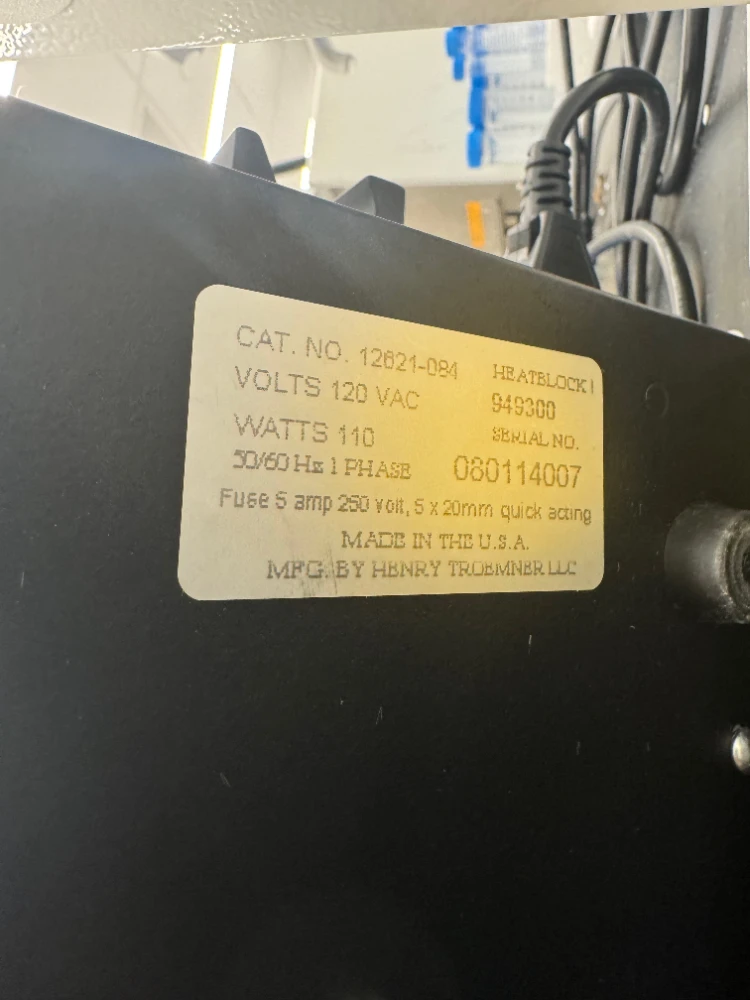 CAT. NO. 12621-084 HEATBLOCK I
VOLTS 120 VAC 949300
WATTS 110 SERIAL NO.
50/60 Hz 1 PHASE 080114007
Fuse 5 amp 250 volt, 5 x 20mm quick acting
MADE IN THE U.S.A.
MFG. BY HENRY TROEMNER LLC